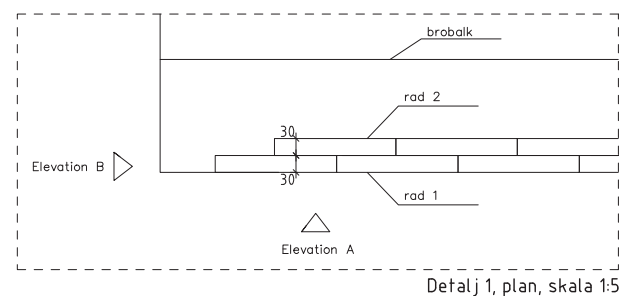 brobalk
rad 2
30
Elevation B
30
rad 1
Elevation A
Detalj 1, plan, skala 1:5